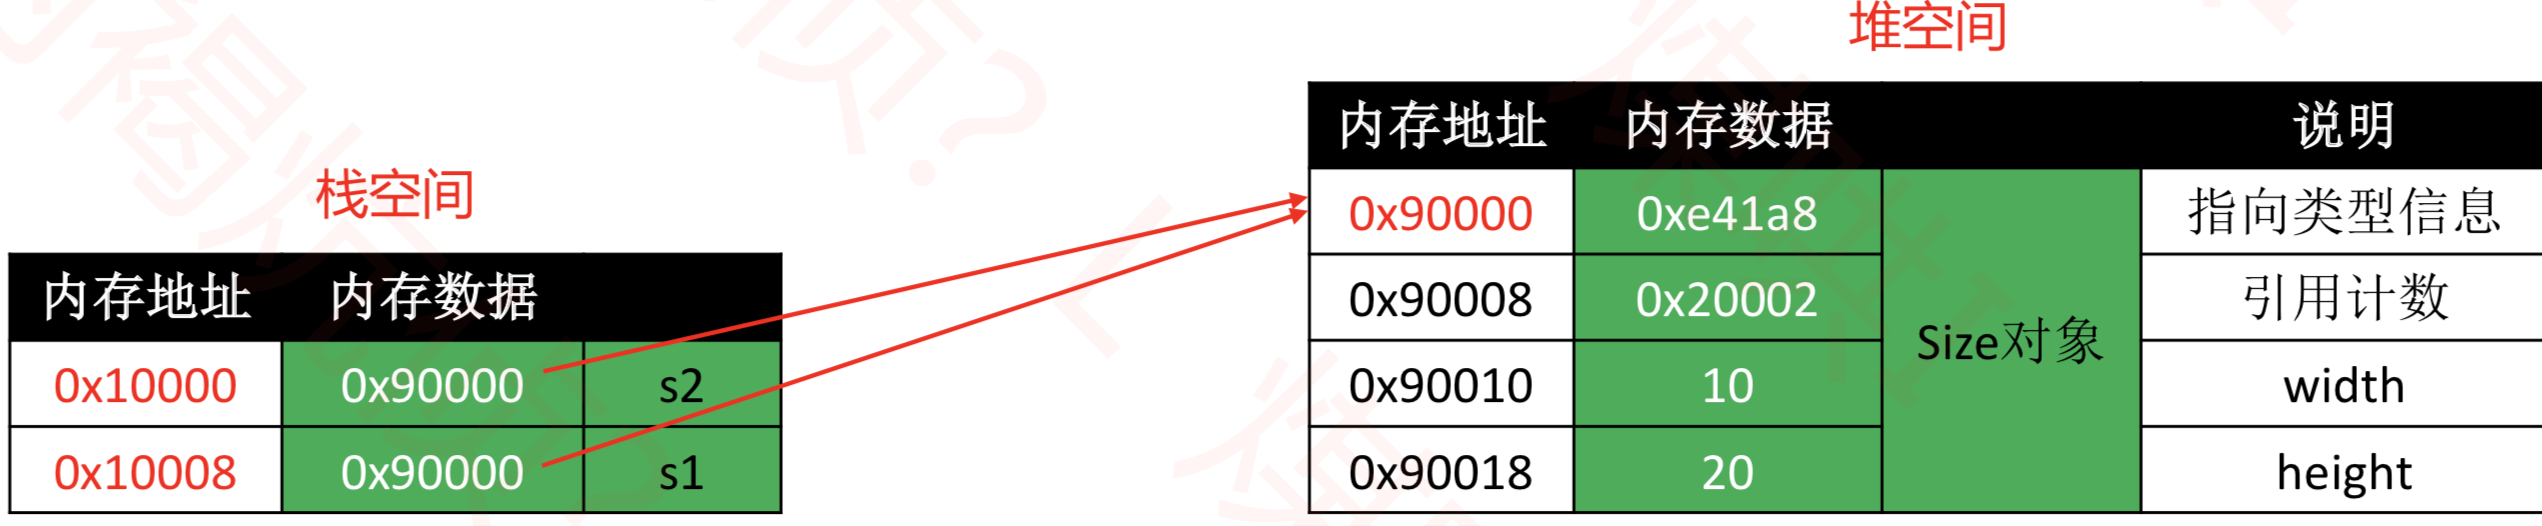 堆空间
内存地址 内存数据 说明
0x90000 0xe41a8 指向类型信息
0x90008 0x20002 引用计数
Size对象
0x90010 10 width
0x90018 20 height
栈空间
内存地址 内存数据
0x10000 0x90000 s2
0x10008 0x90000 s1